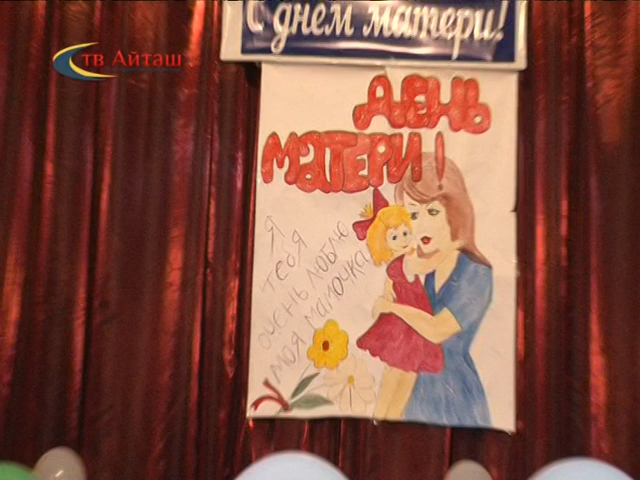 С днем матери!
ТВ Айташ
ДЕНЬ
МАТЕРИ!
Я
тебя
очень люблю
моя мамочка